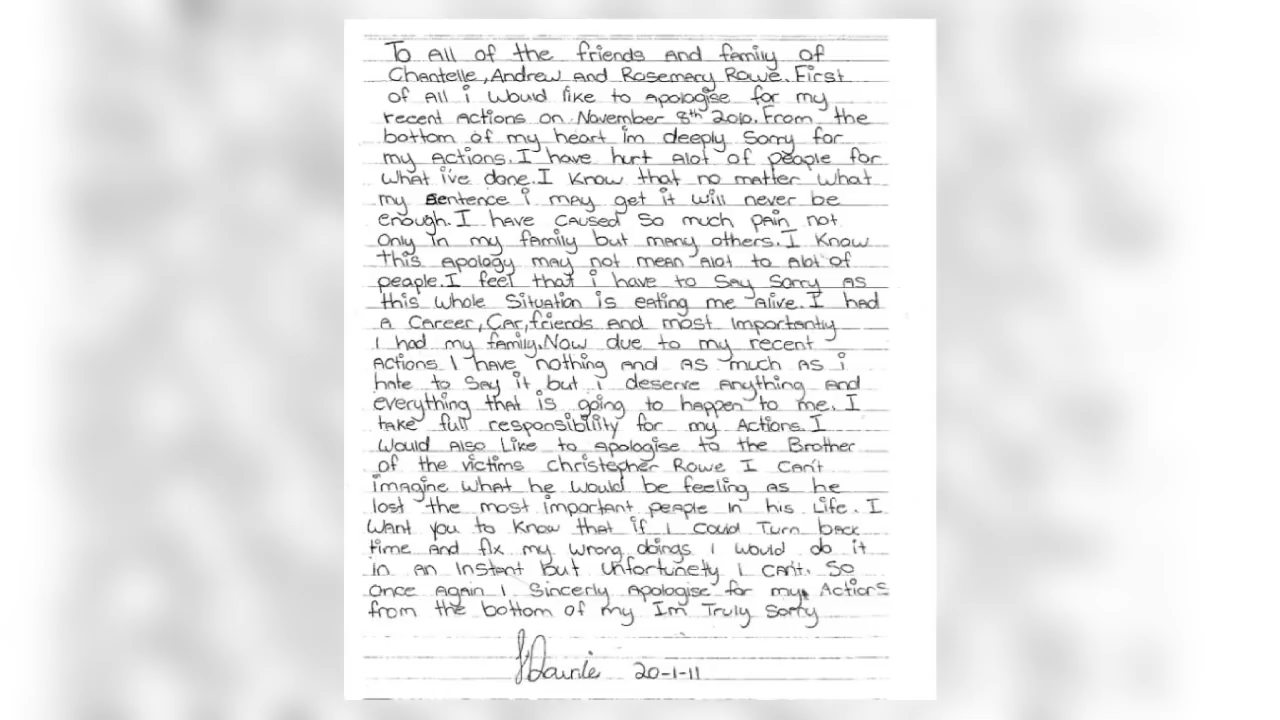 To All of the friends and family of
Chantelle, Andrew and Rosemary Rowe. First
of All i would like to Apologise for my
recent Actions on November 8th 2010. From the
bottom of my heart im deeply sorry for
my Actions. I have hurt alot of people for
what i've done. I know that no matter what
my sentence i may get it will never be
enough. I have caused so much pain not
only in my family but many others. I know
this Apology may not mean Alot to Alot of
people. I feel that i have to say sorry as
this whole situation is eating me alive. I had
A career, car, friends and most importantly
I had my family. Now due to my recent
Actions I have nothing and as much as i
hate to say it but i deserve anything and
everything that is going to happen to me. I
take full responsibility for my Actions. I
would Also Like to Apologise to the Brother
of the victims Christepher Rowe I can't
imagine what he would be feeling as he
lost the most important people in his Life. I
want you to know that if I could Turn back
time and fix my wrong doings I would do it
in an instant but unfortunetly I can't. So
once Again I Sincerly Apologise for my Actions
from the bottom of my Im Truly Sorry
20-1-11